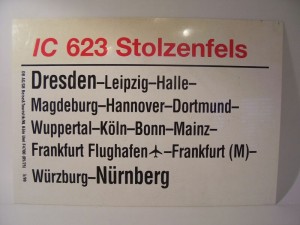 IC 623 Stolzenfels
Dresden–Leipzig–Halle–
Magdeburg–Hannover–Dortmund–
Wuppertal–Köln–Bonn–Mainz–
Frankfurt Flughafen ✈–Frankfurt (M)–
Würzburg–Nürnberg